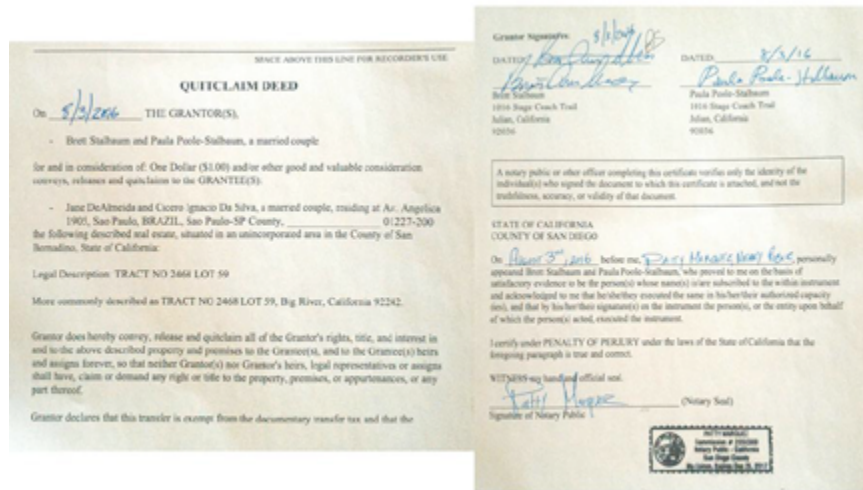 SPACE ABOVE THIS LINE FOR RECORDER'S USE
QUITCLAIM DEED
On 8/3/2016 THE GRANTOR(S),
- Brett Stalbaum and Paula Poole-Stalbaum, a married couple
for and in consideration of: One Dollar ($1.00) and/or other good and valuable consideration
conveys, releases and quitclaim to the GRANTEE(S):
- Jane DeAlmeida and Cicero Ignacio Da Silva, a married couple, residing at Av. Angelica
1905, Sao Paulo, BRAZIL, Sao Paulo-SP County, 01227-200
the following described real estate, situated in an unincorporated area in the County of San
Bernadino, State of California:
Legal Description: TRACT NO 2468 LOT 59
More commonly described as TRACT NO 2468 LOT 59, Big River, California 92242.
Grantor does hereby convey, release and quitclaim all of the Grantor's rights, title, and interest in
and to the above described property and premises to the Grantee(s), and to the Grantee(s) heirs
and assigns forever, so that neither Grantor(s) nor Grantor's heirs, legal representatives or assigns
shall have, claim or demand any right or title to the property, premises, or appurtenances, or any
part thereof.
Grantor declares that this transfer is exempt from the documentary transfer tax and that the
Grantor Signatures:
DATED
Brett Stalbaum
1816 Stage Coach Trail
Julian, California
92036
DATED 8/3/16
Paula Poole-Stalbaum
Paula Poole-Stalbaum
1816 Stage Coach Trail
Julian, California
92036
A notary public or other officer completing this certificate verifies only the identity of the
individual(s) who signed the document to which this certificate is attached, and not the
truthfulness, accuracy, or validity of that document.
STATE OF CALIFORNIA
COUNTY OF SAN DIEGO
On August 3rd, 2016 before me, Patty Marquez, Notary Public, personally
appeared Brett Stalbaum and Paula Poole-Stalbaum, who proved to me on the basis of
satisfactory evidence to be the person(s) whose name(s) is/are subscribed to the within instrument
and acknowledged to me that he/she/they executed the same in his/her/their authorized capacity
(ies), and that by his/her/their signature(s) on the instrument the person(s), or the entity upon behalf
of which the person(s) acted, executed the instrument.
I certify under PENALTY OF PERJURY under the laws of the State of California that the
foregoing paragraph is true and correct.
WITNESS my hand and official seal.
(Notary Seal)
Signature of Notary Public
PATTY MARQUEZ
Commission #
Notary Public - California
San Diego County